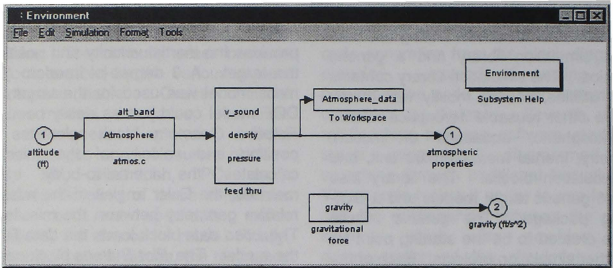 : Environment
File Edit Simulation Format Tools
Environment
Subsystem Help
alt_band
v_sound
Atmosphere_data
To Workspace
1
Atmosphere
density
1
altitude
(ft)
atmos.c
pressure
atmospheric
properties
feed thru
gravity
2
gravitational
force
gravity (ft/s^2)